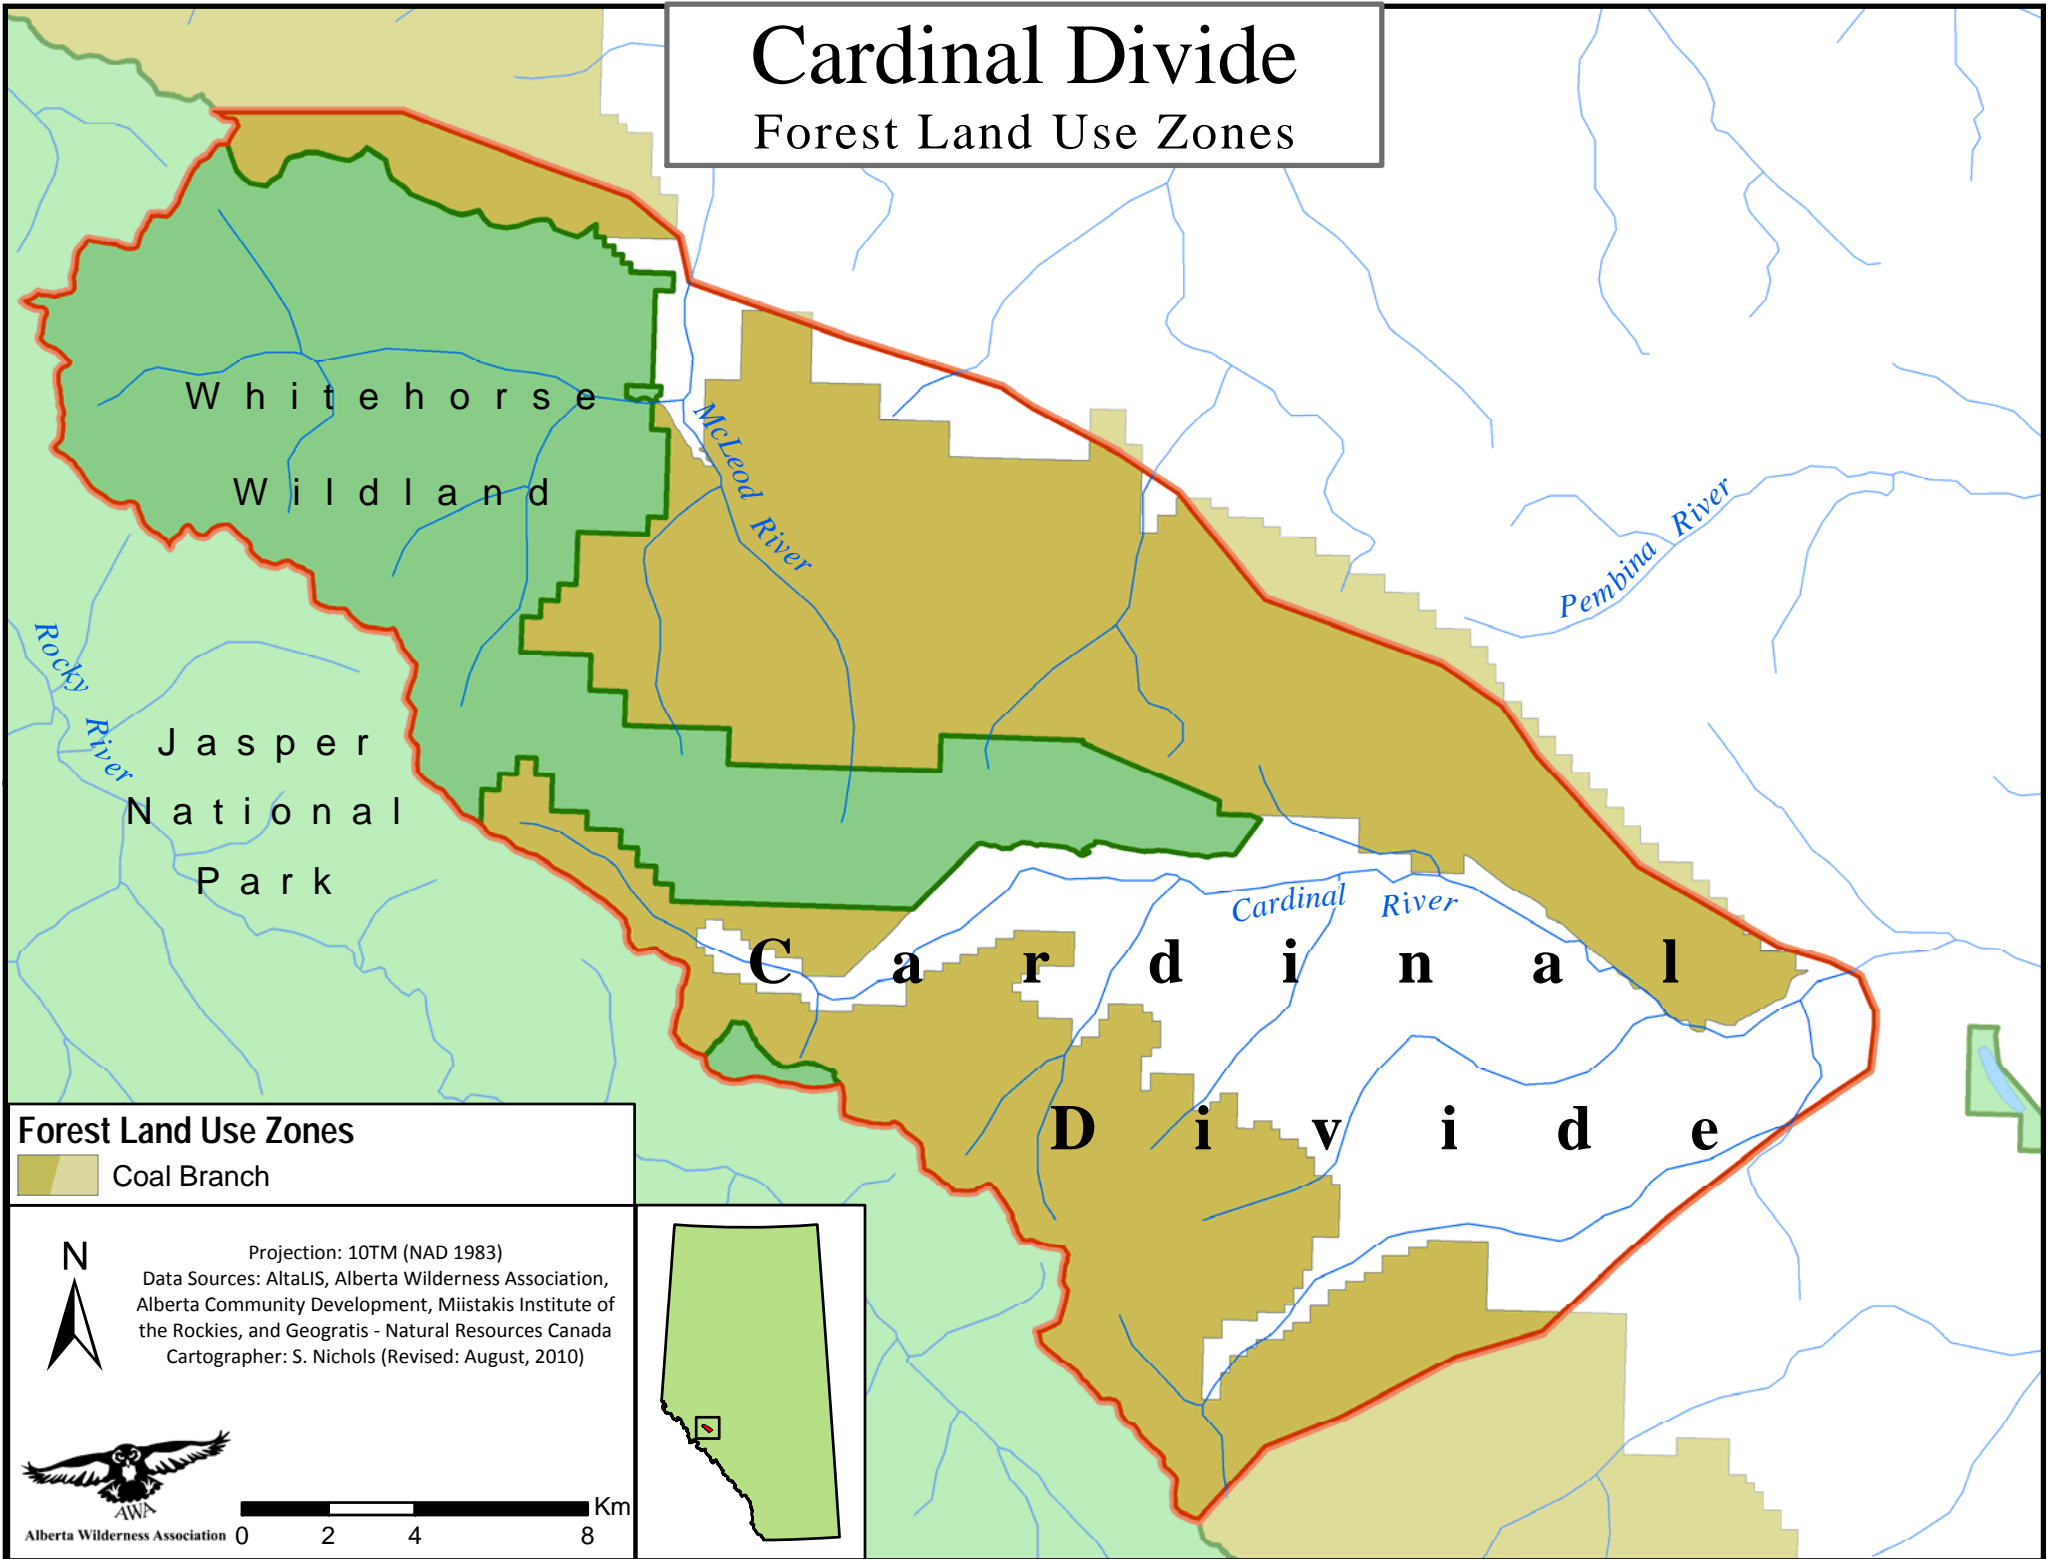 Cardinal Divide
Forest Land Use Zones
Whitehorse
Wildland
McLeod River
Pembina River
Rocky River
Jasper
National
Park
Cardinal River
Cardinal
Divide
Forest Land Use Zones
Coal Branch
N
Projection: 10TM (NAD 1983)
Data Sources: AltaLIS, Alberta Wilderness Association,
Alberta Community Development, Miistakis Institute of
the Rockies, and Geogratis - Natural Resources Canada
Cartographer: S. Nichols (Revised: August, 2010)
AWA
Alberta Wilderness Association
Km
0 2 4 8